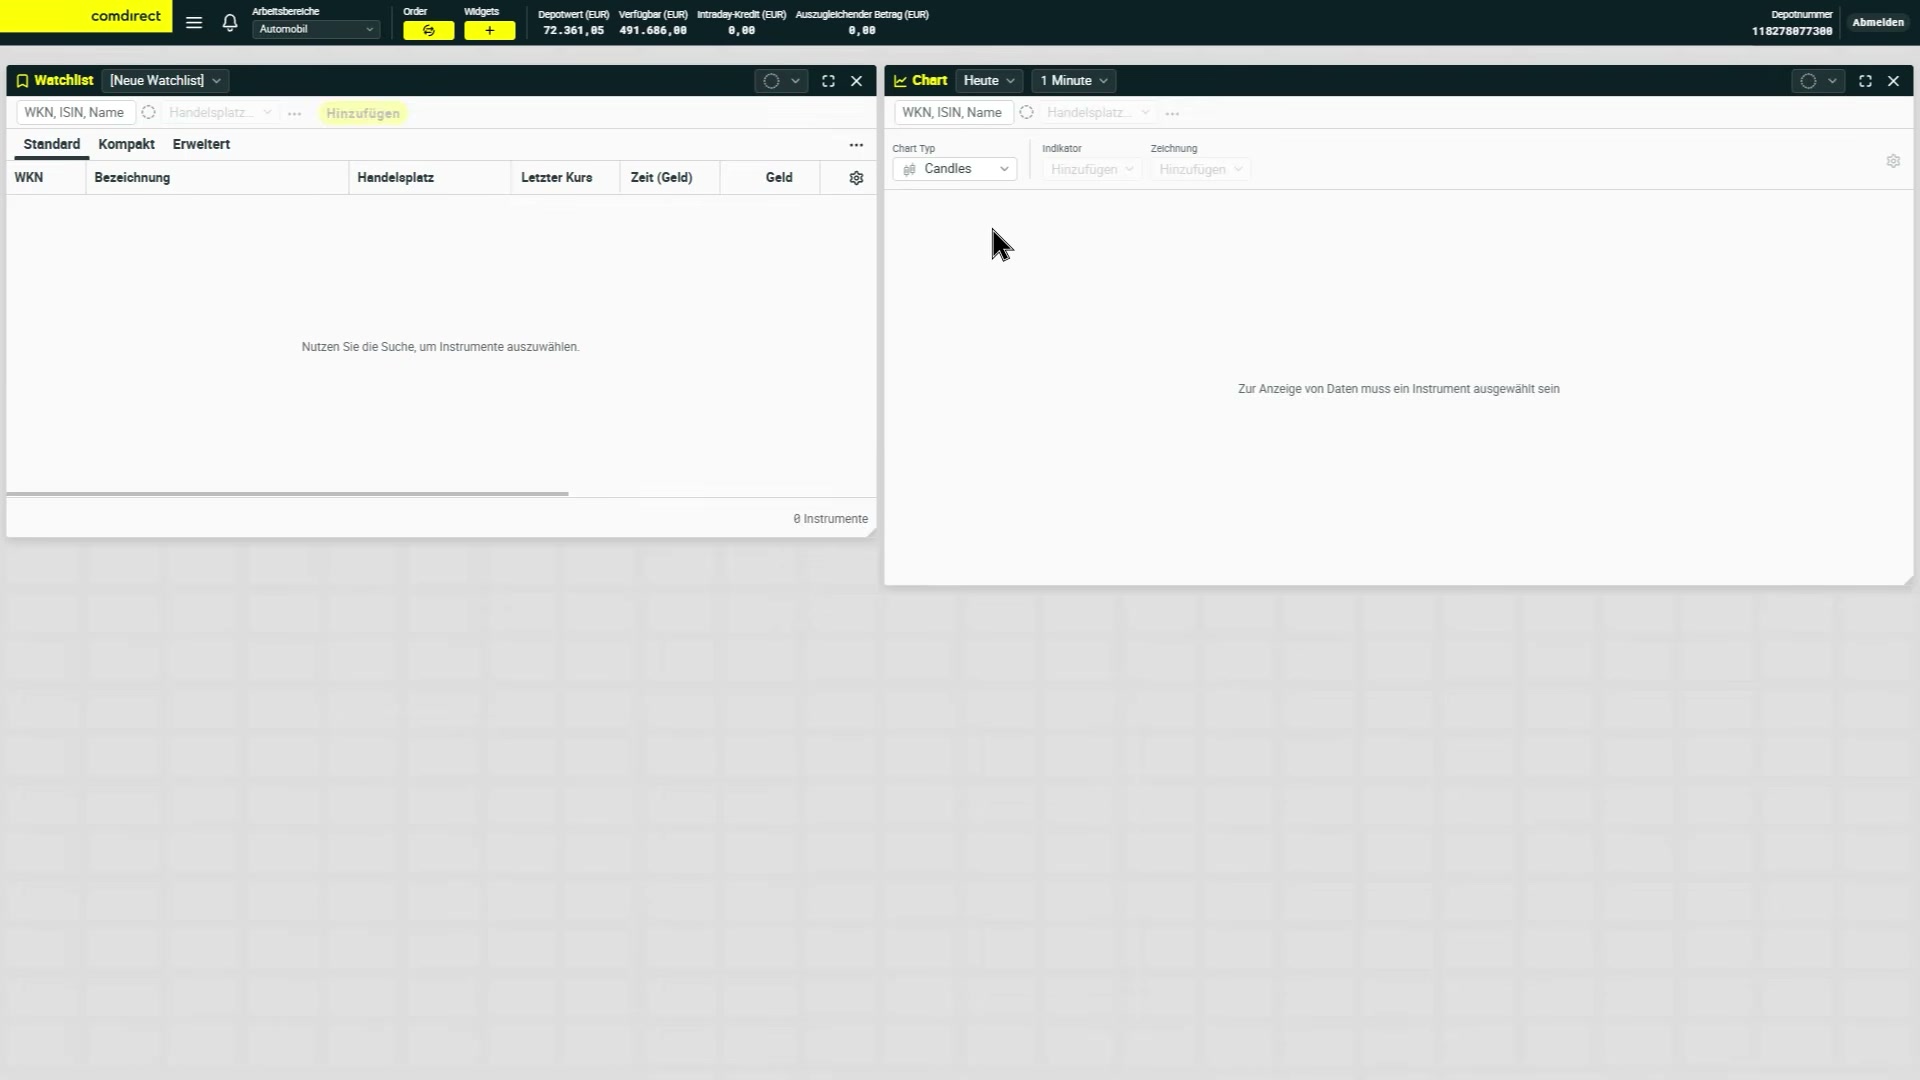 comdirect
Arbeitsbereiche
Automobil
Order
Widgets
Depotwert (EUR)
72.361,05
Verfügbar (EUR)
491.686,00
Intraday-Kredit (EUR)
0,00
Auszugleichender Betrag (EUR)
0,00
Depotnummer
118278077300
Abmelden
Watchlist
[Neue Watchlist]
WKN, ISIN, Name
Handelsplatz...
Hinzufügen
Standard Kompakt Erweitert
WKN Bezeichnung Handelsplatz Letzter Kurs Zeit (Geld) Geld
Nutzen Sie die Suche, um Instrumente auszuwählen.
0 Instrumente
Chart
Heute
1 Minute
WKN, ISIN, Name
Handelsplatz...
Chart Typ
Candles
Indikator
Hinzufügen
Zeichnung
Hinzufügen
Zur Anzeige von Daten muss ein Instrument ausgewählt sein